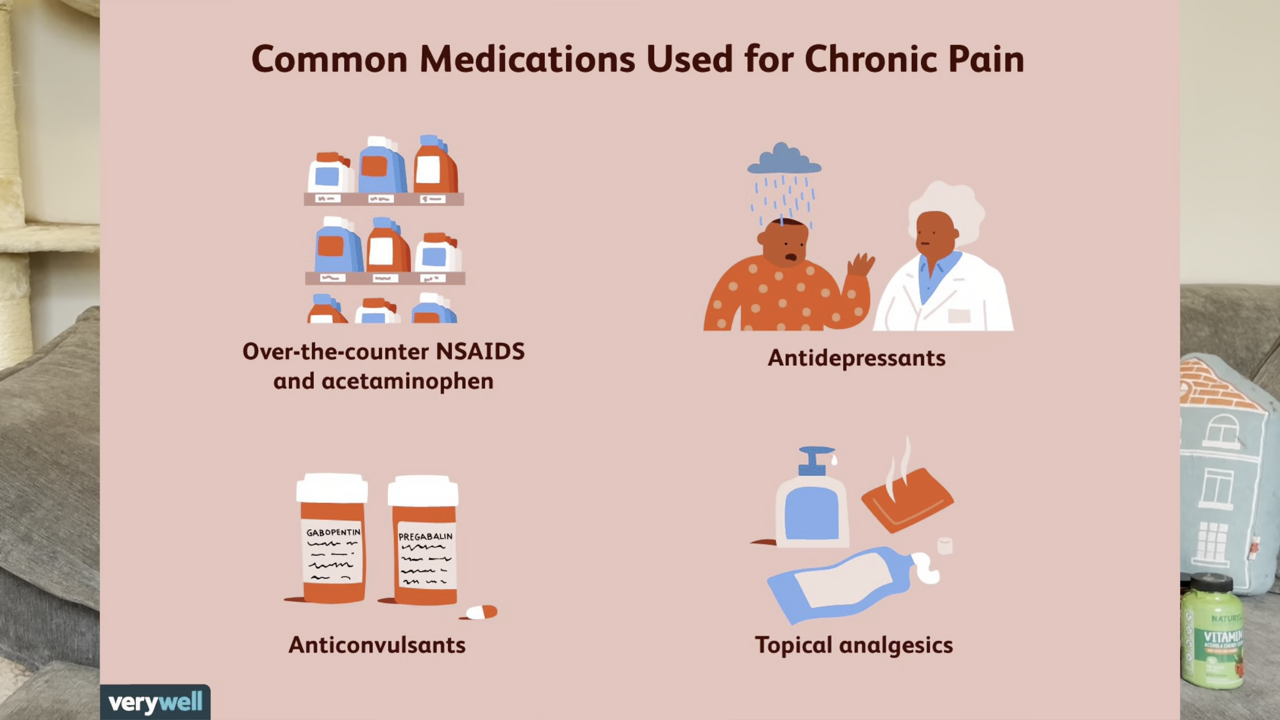 Common Medications Used for Chronic Pain
Over-the-counter NSAIDS
and acetaminophen
Antidepressants
GABOPENTIN
PREGABALIN
Anticonvulsants
Topical analgesics
verywell
VITAMIN